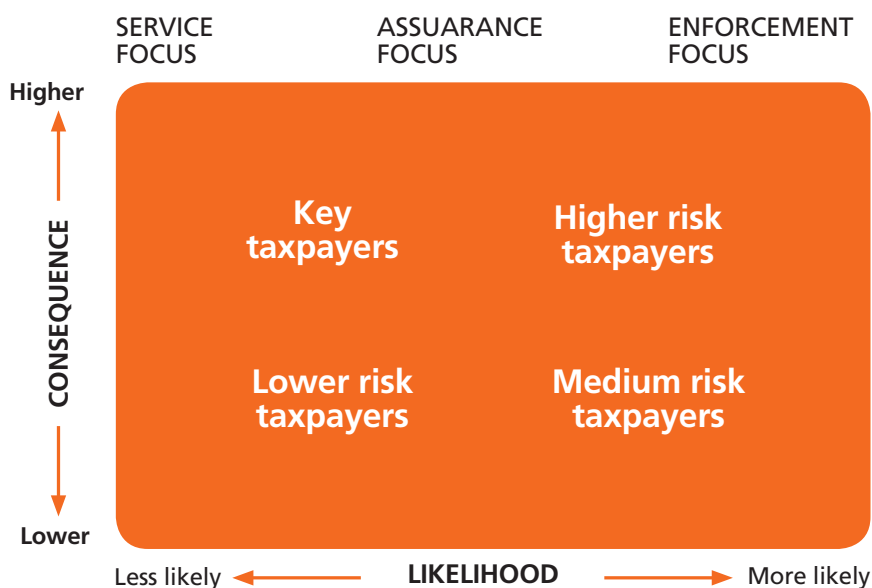 SERVICE FOCUS
ASSUARANCE FOCUS
ENFORCEMENT FOCUS
Higher
CONSEQUENCE
Lower
Key
taxpayers
Higher risk
taxpayers
Lower risk
taxpayers
Medium risk
taxpayers
Less likely
LIKELIHOOD
More likely